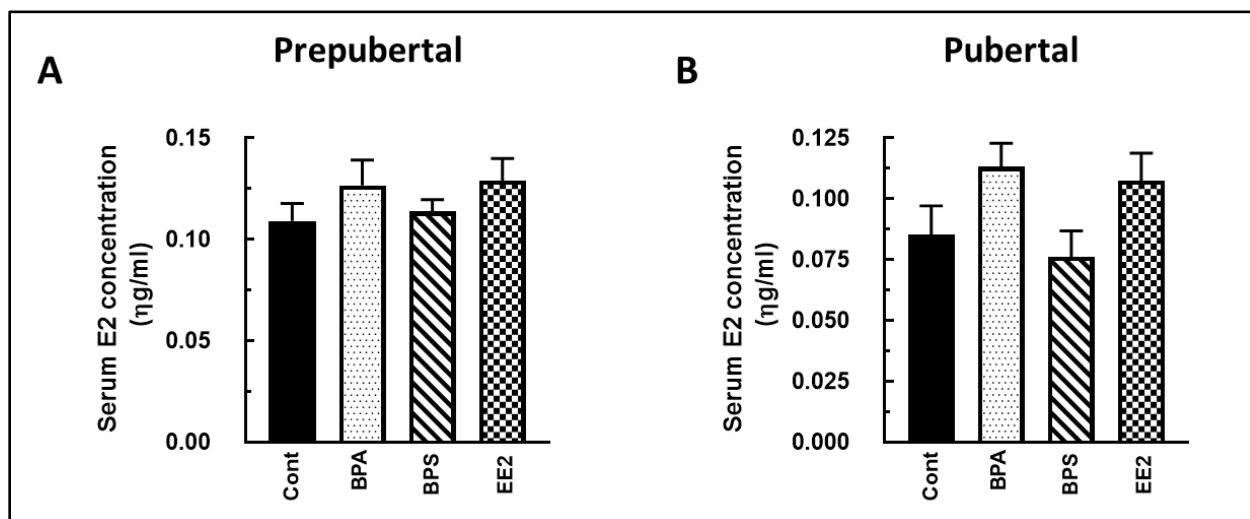 A
Prepubertal
Serum E2 concentration
(ηg/ml)
0.15
0.10
0.05
0.00
Cont
BPA
BPS
EE2
B
Pubertal
Serum E2 concentration
(ηg/ml)
0.125
0.100
0.075
0.050
0.025
0.000
Cont
BPA
BPS
EE2